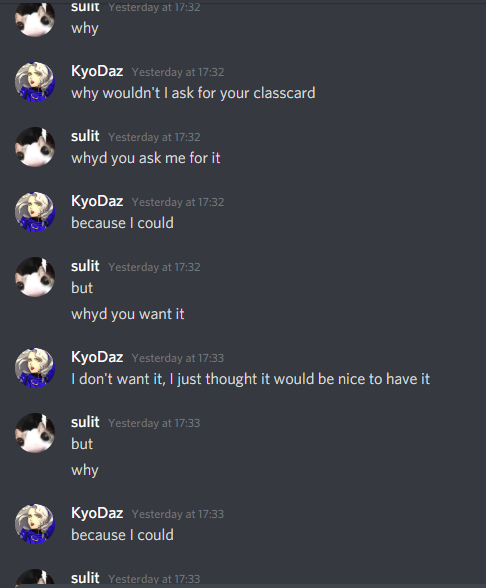 sulit Yesterday at 17:32
why
KyoDaz Yesterday at 17:32
why wouldn't I ask for your classcard
sulit Yesterday at 17:32
whyd you ask me for it
KyoDaz Yesterday at 17:32
because I could
sulit Yesterday at 17:32
but
whyd you want it
KyoDaz Yesterday at 17:33
I don't want it, I just thought it would be nice to have it
sulit Yesterday at 17:33
but
why
KyoDaz Yesterday at 17:33
because I could
sulit Yesterday at 17:33